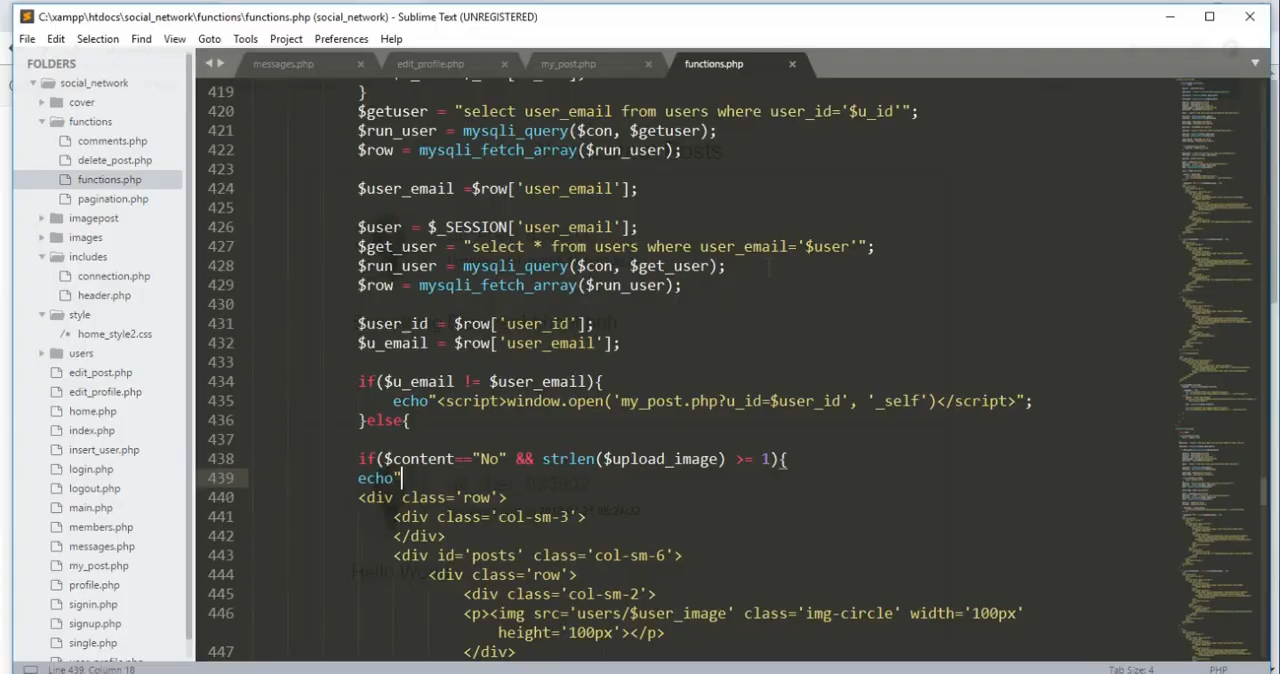 C:\xampp\htdocs\social_network\functions\functions.php (social_network) - Sublime Text (UNREGISTERED)
File Edit Selection Find View Goto Tools Project Preferences Help
FOLDERS
social_network
cover
functions
comments.php
delete_post.php
functions.php
pagination.php
imagepost
images
includes
connection.php
header.php
style
/* home_style2.css
users
edit_post.php
edit_profile.php
home.php
index.php
insert_user.php
login.php
logout.php
main.php
members.php
messages.php
my_post.php
profile.php
signin.php
signup.php
single.php
messages.php edit_profile.php my_post.php functions.php
419 }
420 $getuser = "select user_email from users where user_id='$u_id'";
421 $run_user = mysqli_query($con, $getuser);
422 $row = mysqli_fetch_array($run_user);
423
424 $user_email =$row['user_email'];
425
426 $user = $_SESSION['user_email'];
427 $get_user = "select * from users where user_email='$user'";
428 $run_user = mysqli_query($con, $get_user);
429 $row = mysqli_fetch_array($run_user);
430
431 $user_id = $row['user_id'];
432 $u_email = $row['user_email'];
433
434 if($u_email != $user_email){
435 echo"<script>window.open('my_post.php?u_id=$user_id', '_self')</script>";
436 }else{
437
438 if($content=="No" && strlen($upload_image) >= 1){
439 echo"
440 <div class='row'>
441 <div class='col-sm-3'>
442 </div>
443 <div id='posts' class='col-sm-6'>
444 <div class='row'>
445 <div class='col-sm-2'>
446 <p><img src='users/$user_image' class='img-circle' width='100px'
height='100px'></p>
447 </div>
Line 439, Column 18
Tab Size: 4
PHP